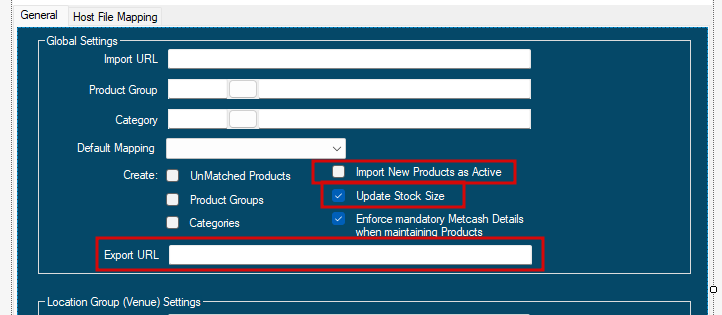 General
Host File Mapping
Global Settings
Import URL
Product Group
Category
Default Mapping
Create:
UnMatched Products
Import New Products as Active
Product Groups
Update Stock Size
Categories
Enforce mandatory Metcash Details
when maintaining Products
Export URL
Location Group (Venue) Settings